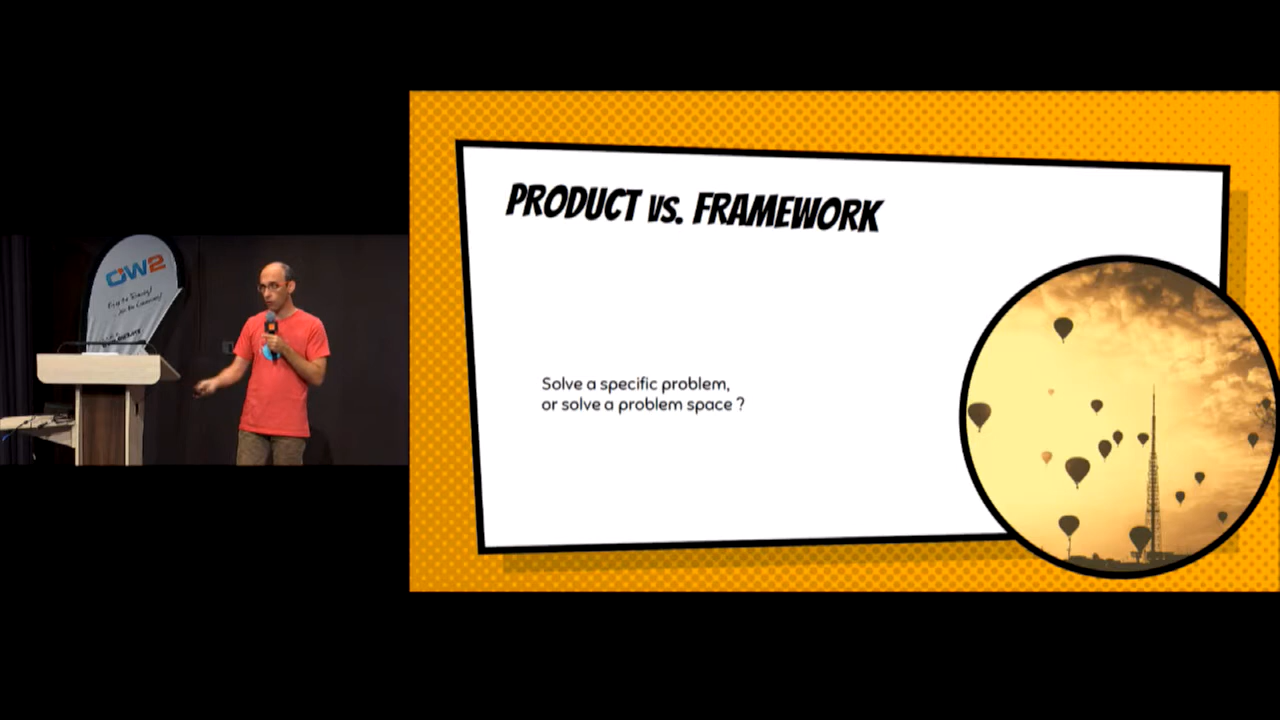 OW2
PRODUCT VS. FRAMEWORK
Solve a specific problem,
or solve a problem space ?